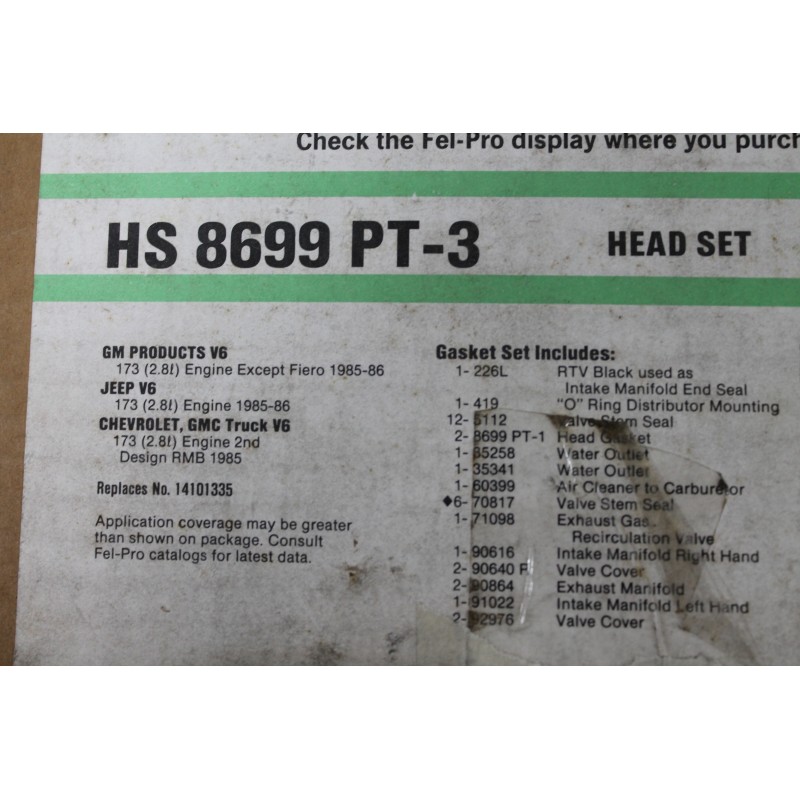 Check the Fel-Pro display where you purch
HS 8699 PT-3 HEAD SET
GM PRODUCTS V6
173 (2.8l) Engine Except Fiero 1985-86
JEEP V6
173 (2.8l) Engine 1985-86
CHEVROLET, GMC Truck V6
173 (2.8l) Engine 2nd
Design RMB 1985
Replaces No. 14101335
Application coverage may be greater
than shown on package. Consult
Fel-Pro catalogs for latest data.
Gasket Set Includes:
1- 226L RTV Black used as
Intake Manifold End Seal
1- 419 "O" Ring Distributor Mounting
12- 5112 Valve Stem Seal
2- 8699 PT-1 Head Gasket
1- 35258 Water Outlet
1- 35341 Water Outlet
1- 60399 Air Cleaner to Carburetor
♦6- 70817 Valve Stem Seal
1- 71098 Exhaust Gas
Recirculation Valve
1- 90616 Intake Manifold Right Hand
2- 90640 Valve Cover
2- 90864 Exhaust Manifold
1- 91022 Intake Manifold Left Hand
2- 92976 Valve Cover